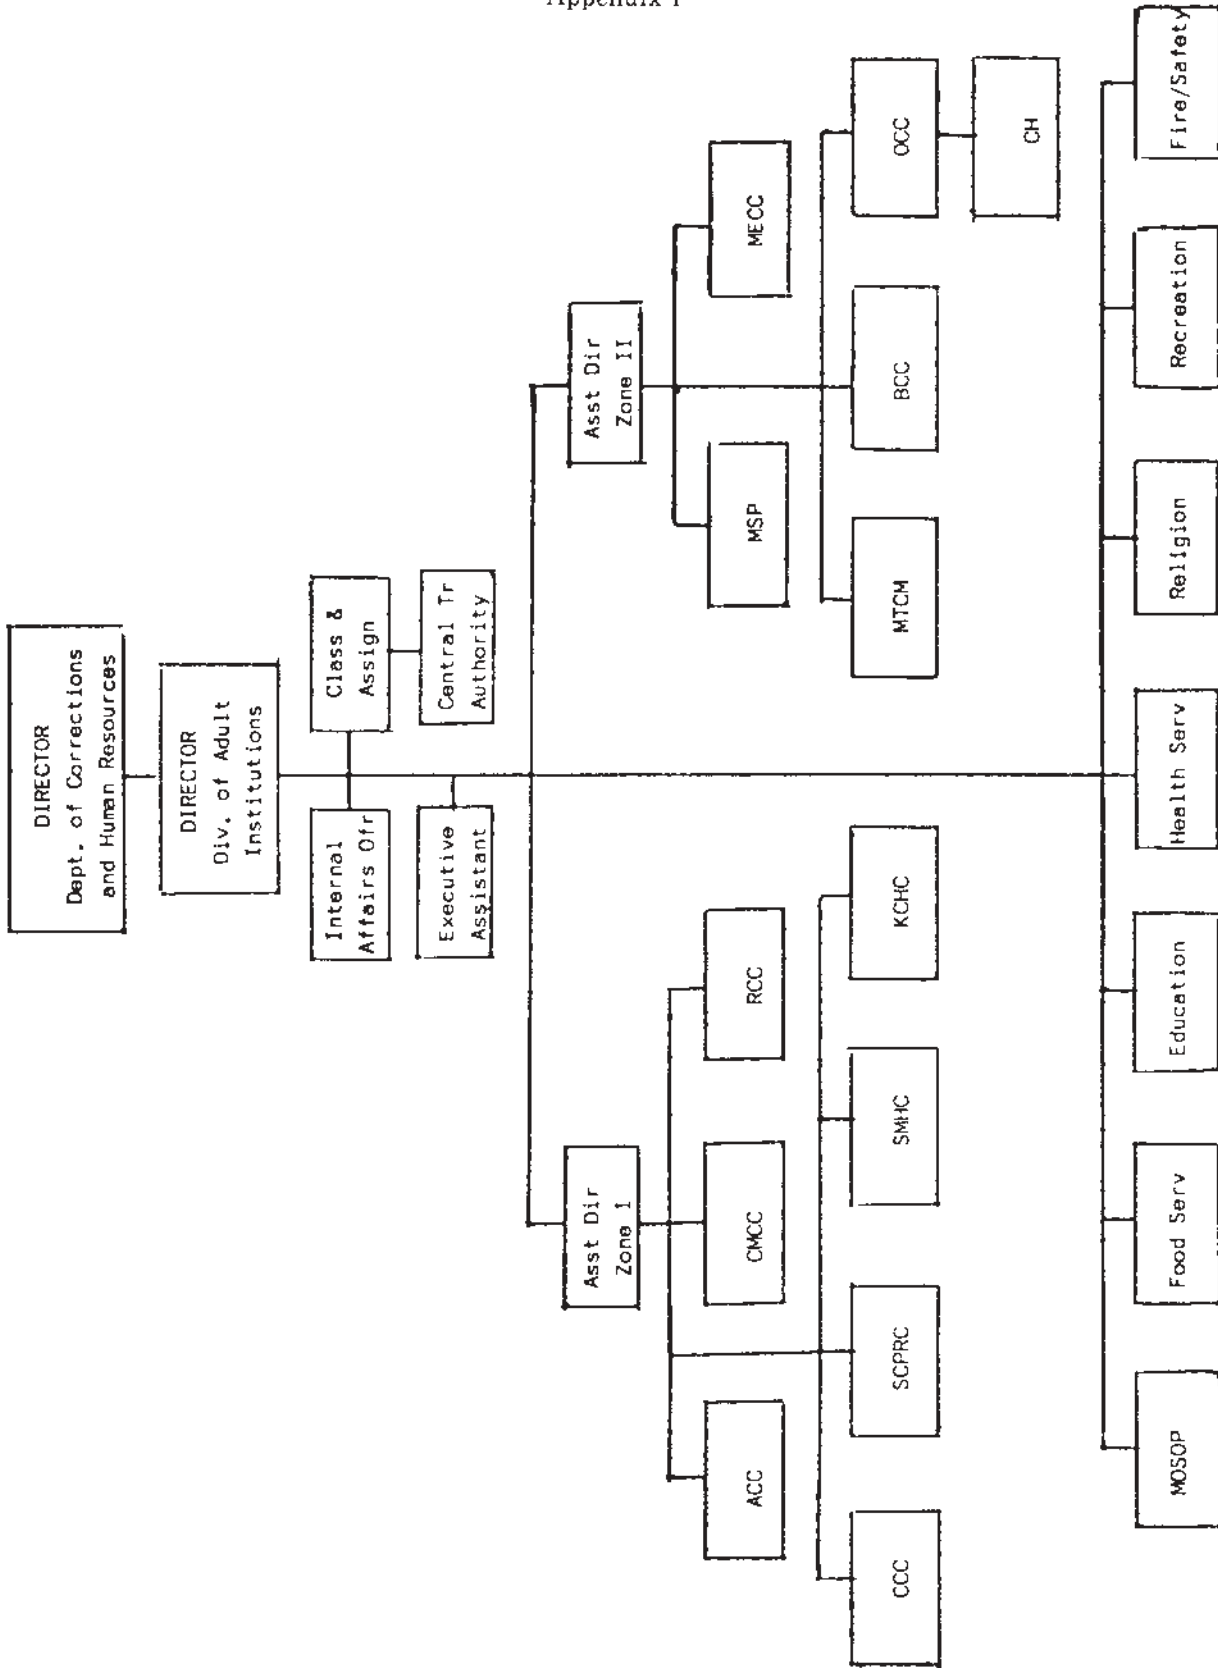 Appendix I
DIRECTOR
Dept. of Corrections
and Human Resources
DIRECTOR
Div. of Adult
Institutions
Internal
Affairs Ofr
Class &
Assign
Executive
Assistant
Central Tr
Authority
Asst Dir
Zone 1
Asst Dir
Zone II
ACC
CMCC
RCC
MSP
MECC
CCC
SCPRC
SMHC
KCHC
MTCM
BCC
OCC
CH
MOSOP
Food Serv
Education
Health Serv
Religion
Recreation
Fire/Safety